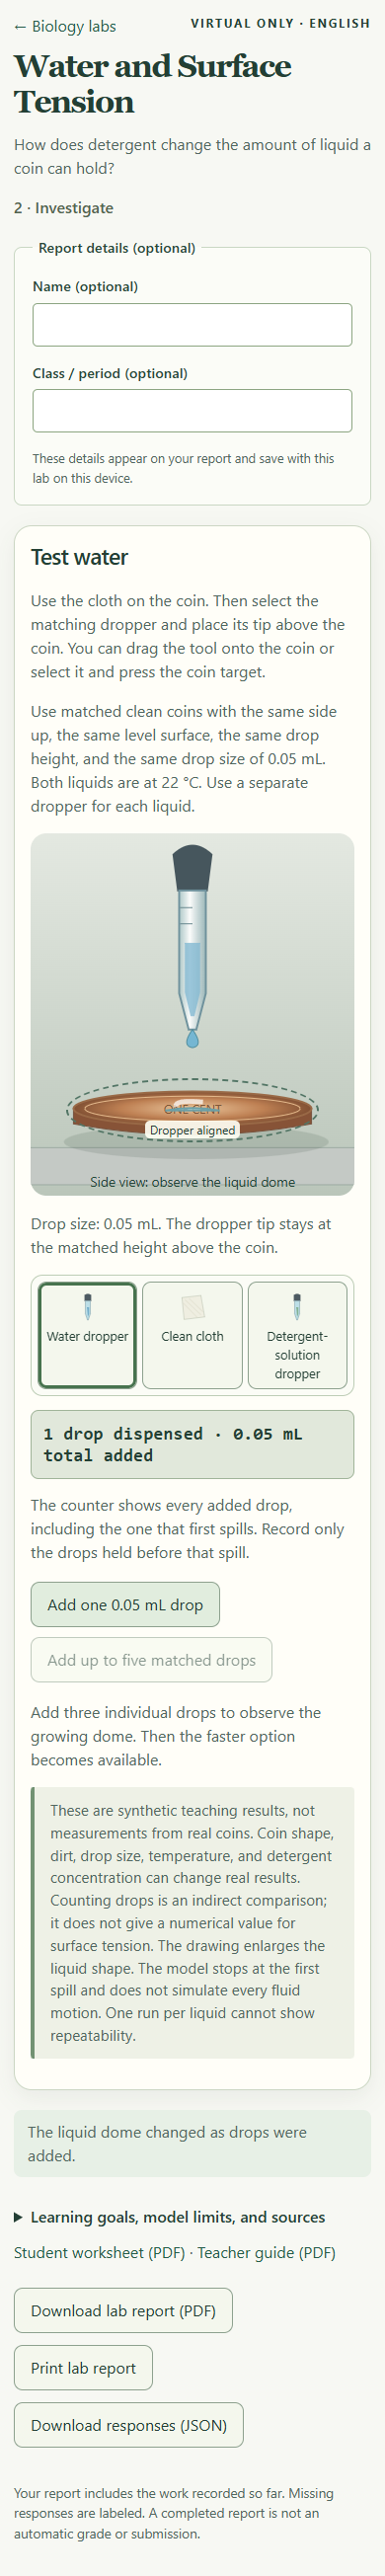 ← Biology labs
VIRTUAL ONLY · ENGLISH
Water and Surface
Tension
How does detergent change the amount of liquid a
coin can hold?
2 · Investigate
Report details (optional)
Name (optional)
Class / period (optional)
These details appear on your report and save with this
lab on this device.
Test water
Use the cloth on the coin. Then select the
matching dropper and place its tip above the
coin. You can drag the tool onto the coin or
select it and press the coin target.
Use matched clean coins with the same side
up, the same level surface, the same drop
height, and the same drop size of 0.05 mL.
Both liquids are at 22 °C. Use a separate
dropper for each liquid.
ONE CENT
Dropper aligned
Side view: observe the liquid dome
Drop size: 0.05 mL. The dropper tip stays at
the matched height above the coin.
Water dropper
Clean cloth
Detergent-
solution
dropper
1 drop dispensed · 0.05 mL
total added
The counter shows every added drop,
including the one that first spills. Record only
the drops held before that spill.
Add one 0.05 mL drop
Add up to five matched drops
Add three individual drops to observe the
growing dome. Then the faster option
becomes available.
These are synthetic teaching results, not
measurements from real coins. Coin shape,
dirt, drop size, temperature, and detergent
concentration can change real results.
Counting drops is an indirect comparison;
it does not give a numerical value for
surface tension. The drawing enlarges the
liquid shape. The model stops at the first
spill and does not simulate every fluid
motion. One run per liquid cannot show
repeatability.
The liquid dome changed as drops were
added.
▶ Learning goals, model limits, and sources
Student worksheet (PDF) · Teacher guide (PDF)
Download lab report (PDF)
Print lab report
Download responses (JSON)
Your report includes the work recorded so far. Missing
responses are labeled. A completed report is not an
automatic grade or submission.